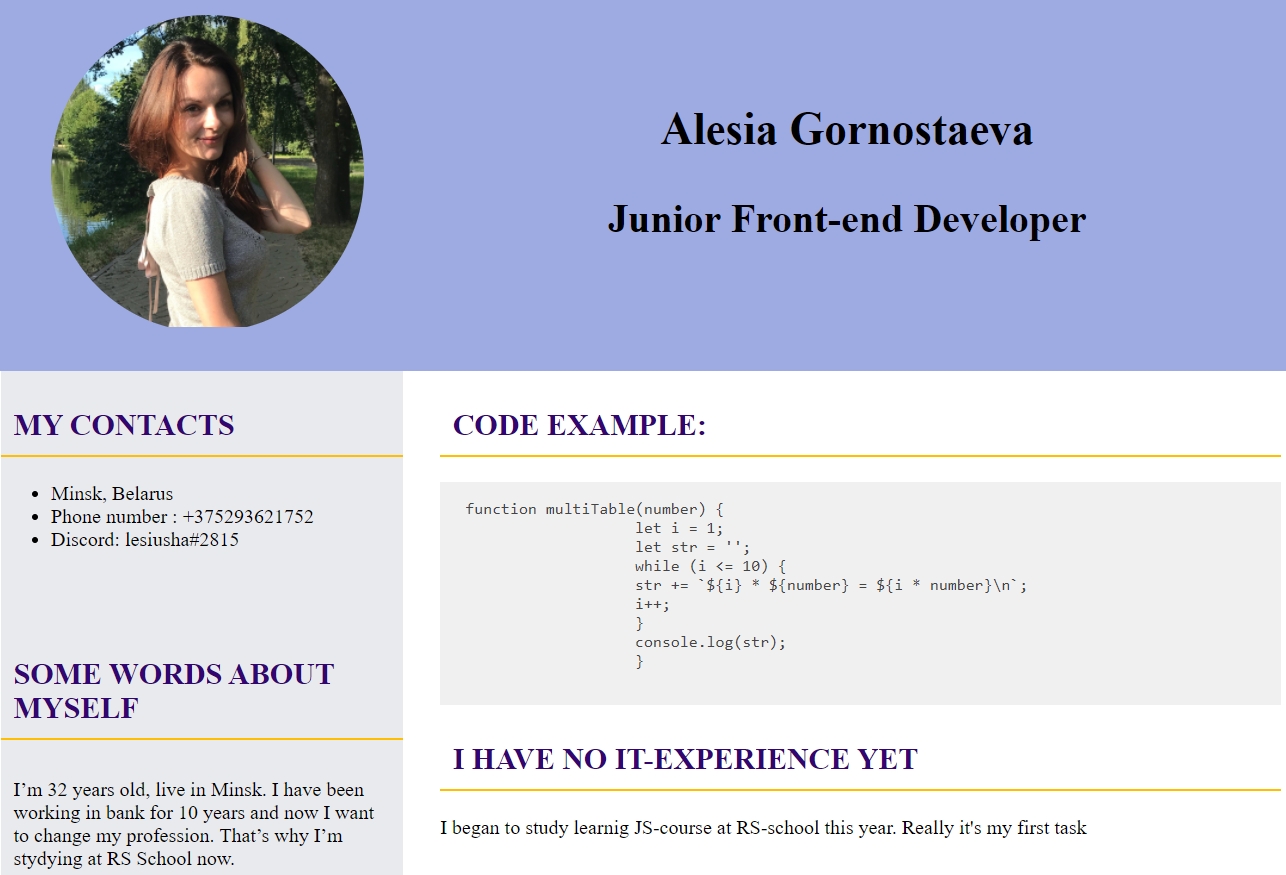 Alesia Gornostaeva
Junior Front-end Developer
MY CONTACTS
Minsk, Belarus
Phone number : +375293621752
Discord: lesiusha#2815
SOME WORDS ABOUT
MYSELF
I’m 32 years old, live in Minsk. I have been
working in bank for 10 years and now I want
to change my profession. That’s why I’m
stydying at RS School now.
CODE EXAMPLE:
function multiTable(number) {
let i = 1;
let str = '';
while (i <= 10) {
str += `${i} * ${number} = ${i * number}\n`;
i++;
}
console.log(str);
}
I HAVE NO IT-EXPERIENCE YET
I began to study learnig JS-course at RS-school this year. Really it's my first task